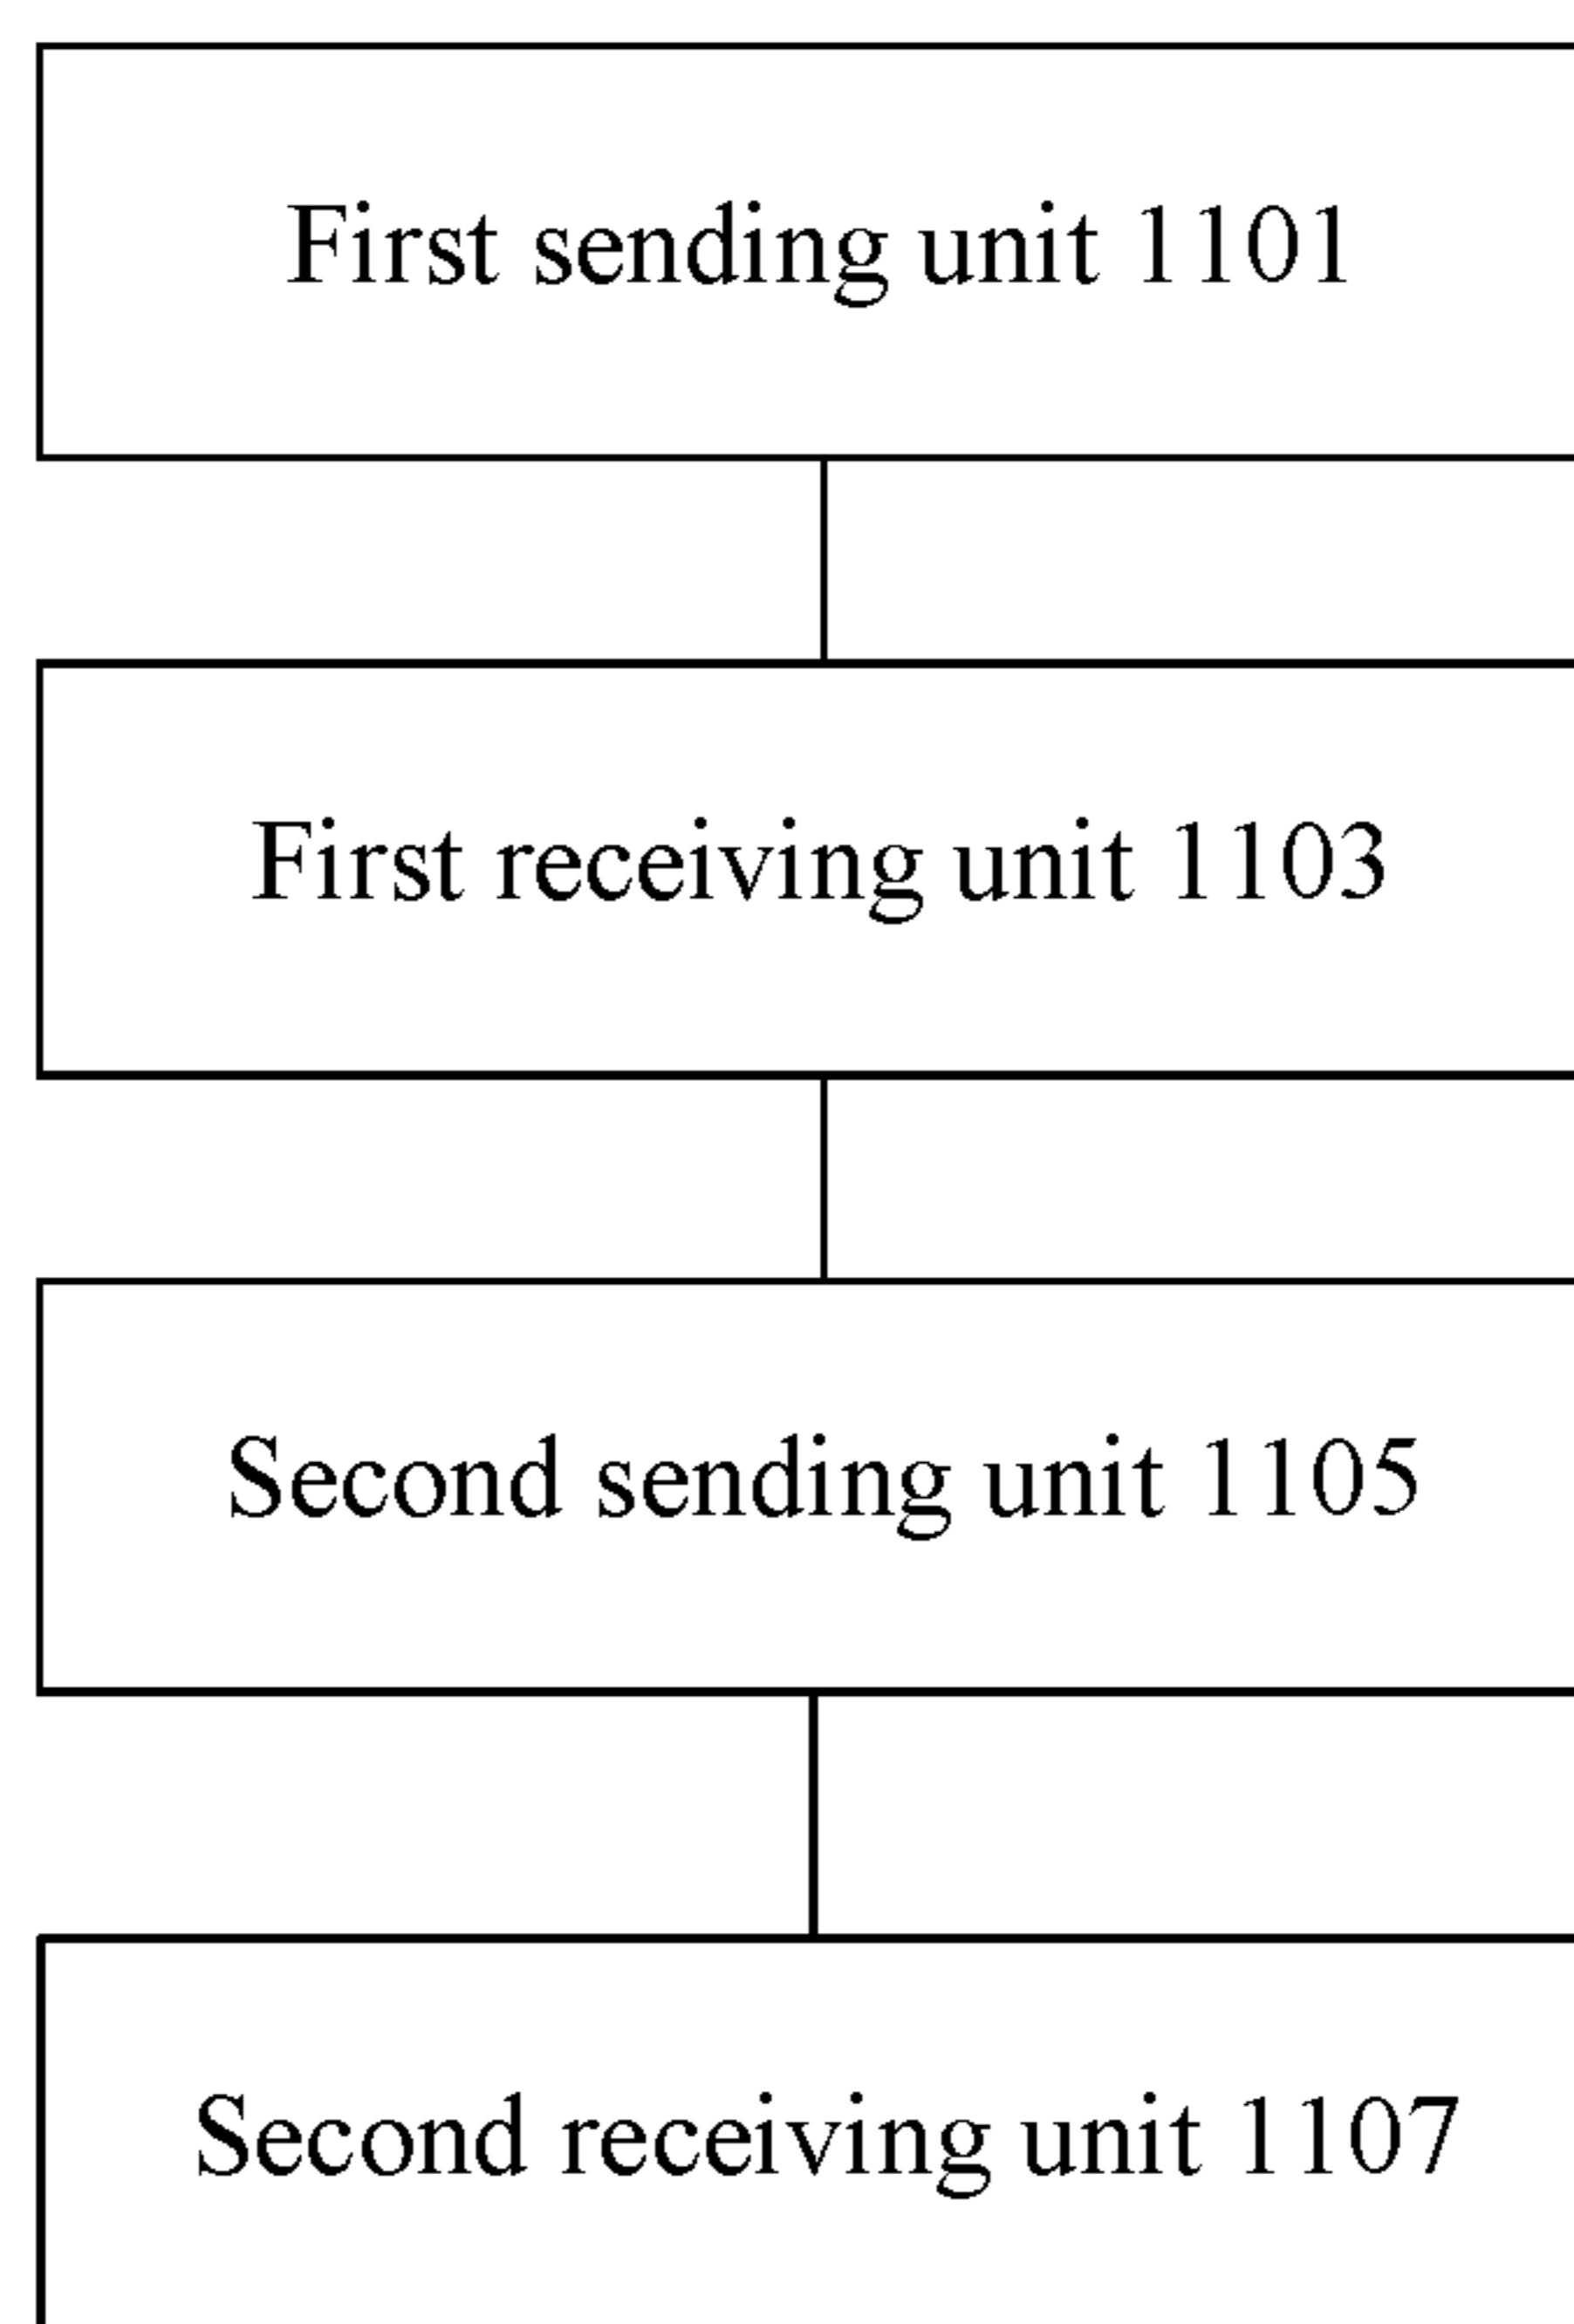 First sending unit 1101
First receiving unit 1103
Second sending unit 1105
Second receiving unit 1107